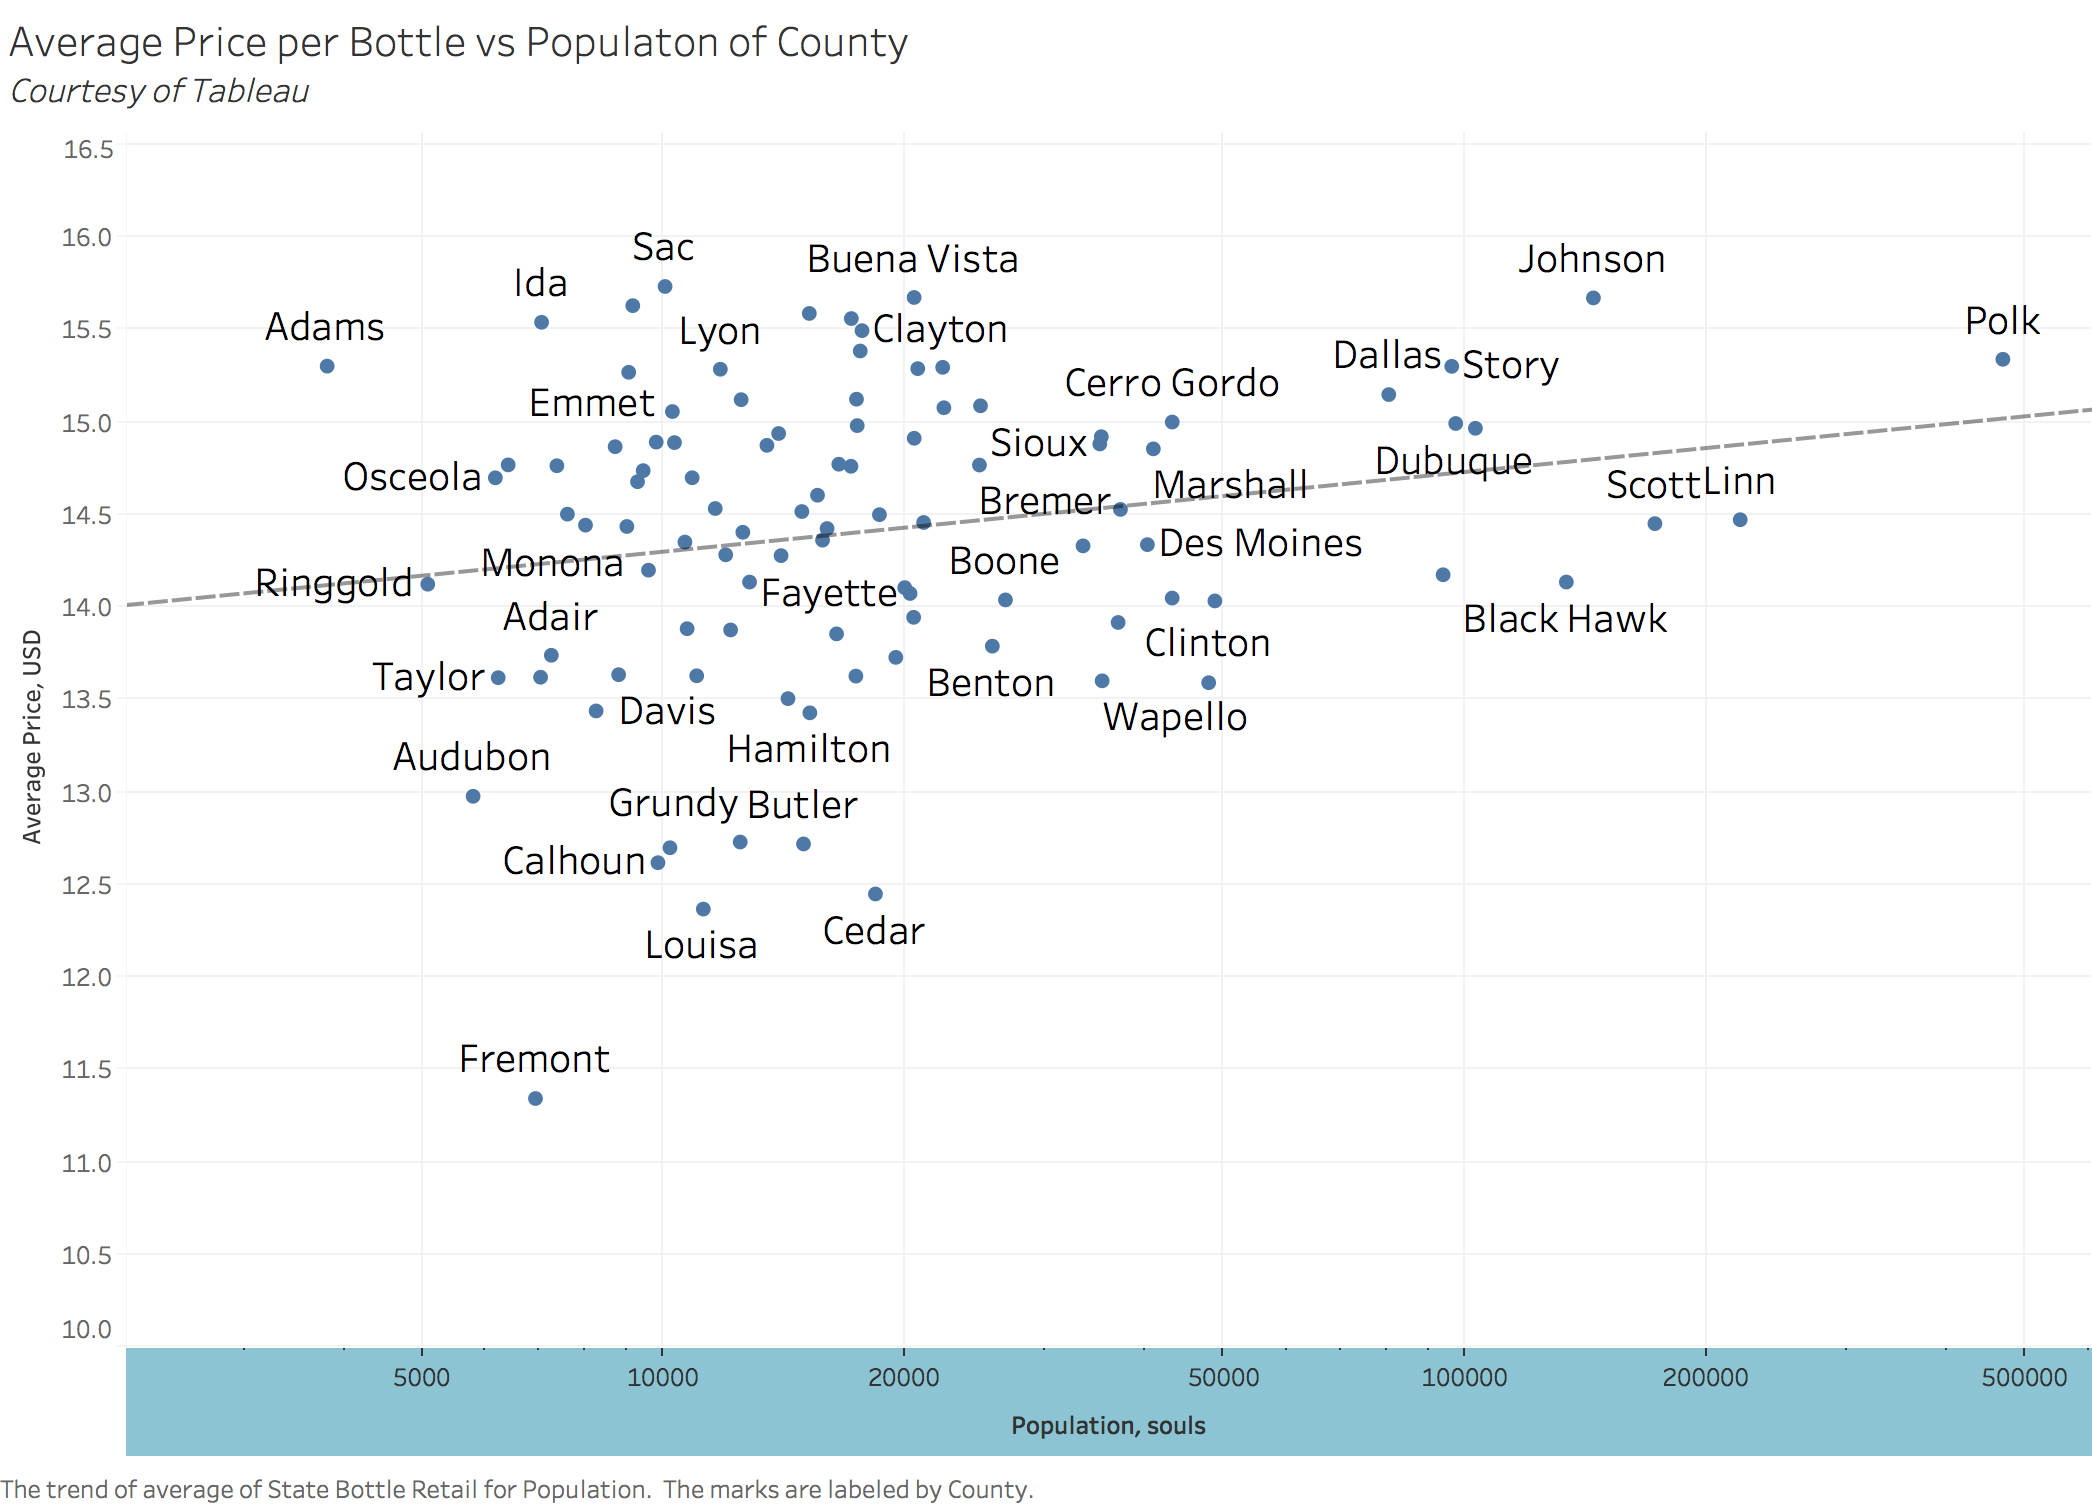 Average Price per Bottle vs Populaton of County
Courtesy of Tableau
16.5
16.0
15.5
15.0
14.5
14.0
13.5
13.0
12.5
12.0
11.5
11.0
10.5
10.0
Average Price, USD
Sac
Buena Vista
Johnson
Ida
Polk
Adams
Lyon
Clayton
Dallas
Story
Cerro Gordo
Emmet
Sioux
Dubuque
Osceola
Marshall
Scott
Linn
Bremer
Des Moines
Monona
Boone
Ringgold
Fayette
Adair
Black Hawk
Clinton
Taylor
Benton
Davis
Wapello
Hamilton
Audubon
Grundy
Butler
Calhoun
Cedar
Louisa
Fremont
5000
10000
20000
50000
100000
200000
500000
Population, souls
The trend of average of State Bottle Retail for Population.  The marks are labeled by County.